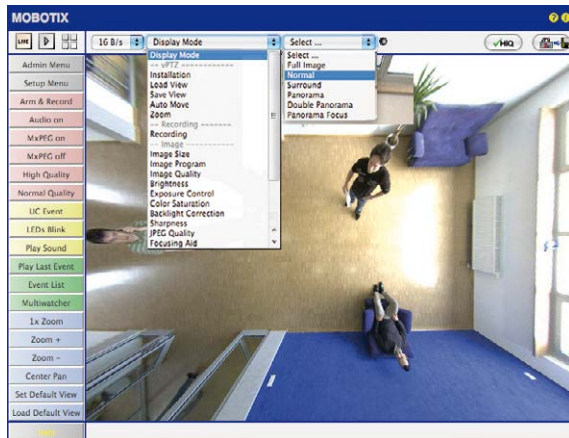 MOBOTIX
LIVE
16 B/s
Display Mode
Select ...
HiQ
Admin Menu
Setup Menu
Arm & Record
Audio on
MxPEG on
MxPEG off
High Quality
Normal Quality
UC Event
LEDs Blink
Play Sound
Play Last Event
Event List
Multiwatcher
1x Zoom
Zoom +
Zoom −
Center Pan
Set Default View
Load Default View
Display Mode
-- vPTZ ------------
Installation
Load View
Save View
Auto Move
Zoom
-- Recording -------
Recording
-- Image -------
Image Size
Image Program
Image Quality
Brightness
Exposure Control
Color Saturation
Backlight Correction
Sharpness
JPEG Quality
Focusing Aid
Select ...
Full Image
Normal
Surround
Panorama
Double Panorama
Panorama Focus